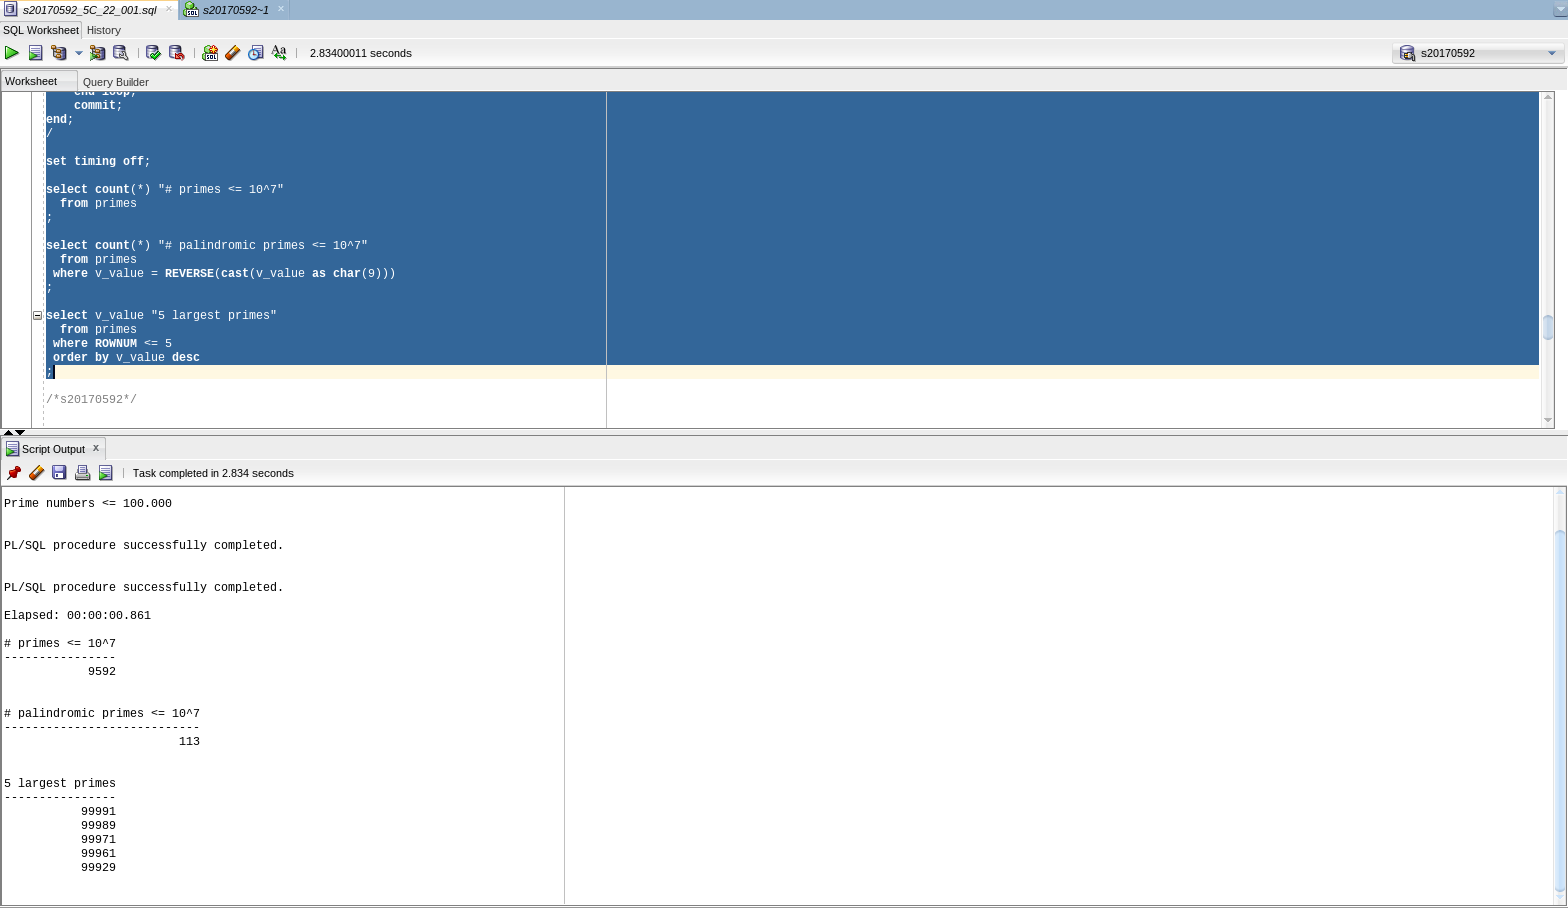 s20170592_5C_22_001.sql × s20170592~1 ×
SQL Worksheet History
2.83400011 seconds
s20170592
Worksheet Query Builder
end loop;
commit;
end;
/
set timing off;
select count(*) "# primes <= 10^7"
from primes
;
select count(*) "# palindromic primes <= 10^7"
from primes
where v_value = REVERSE(cast(v_value as char(9)))
;
select v_value "5 largest primes"
from primes
where ROWNUM <= 5
order by v_value desc
;
/*s20170592*/
Script Output x
Task completed in 2.834 seconds
Prime numbers <= 100.000
PL/SQL procedure successfully completed.
PL/SQL procedure successfully completed.
Elapsed: 00:00:00.861
# primes <= 10^7
----------------
9592
# palindromic primes <= 10^7
----------------------------
113
5 largest primes
----------------
99991
99989
99971
99961
99929